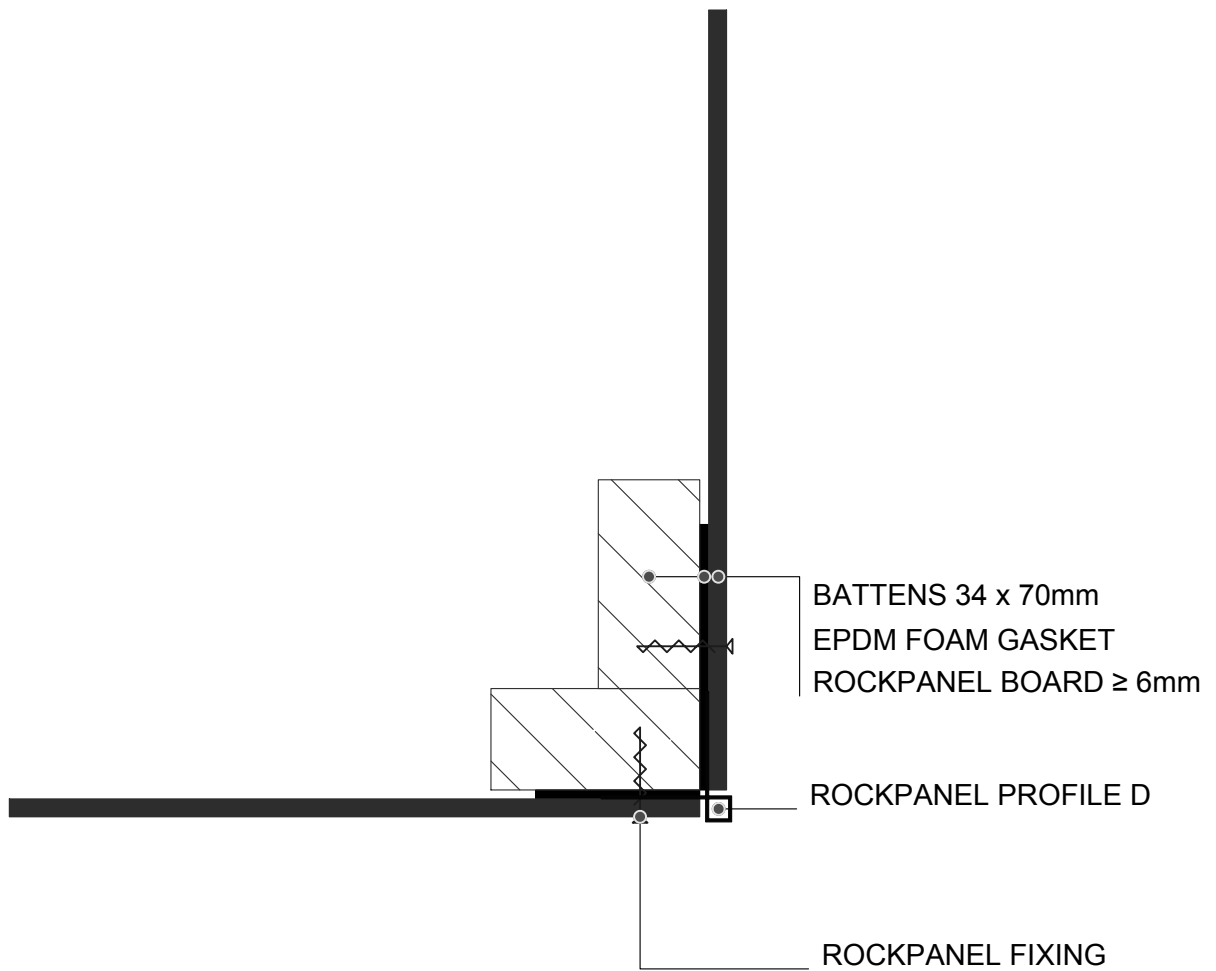 BATTENS 34 x 70mm
EPDM FOAM GASKET
ROCKPANEL BOARD ≥ 6mm
ROCKPANEL PROFILE D
ROCKPANEL FIXING